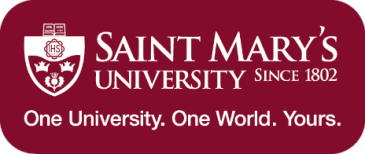 IHS
SAINT MARY'S
UNIVERSITY SINCE 1802
One University. One World. Yours.